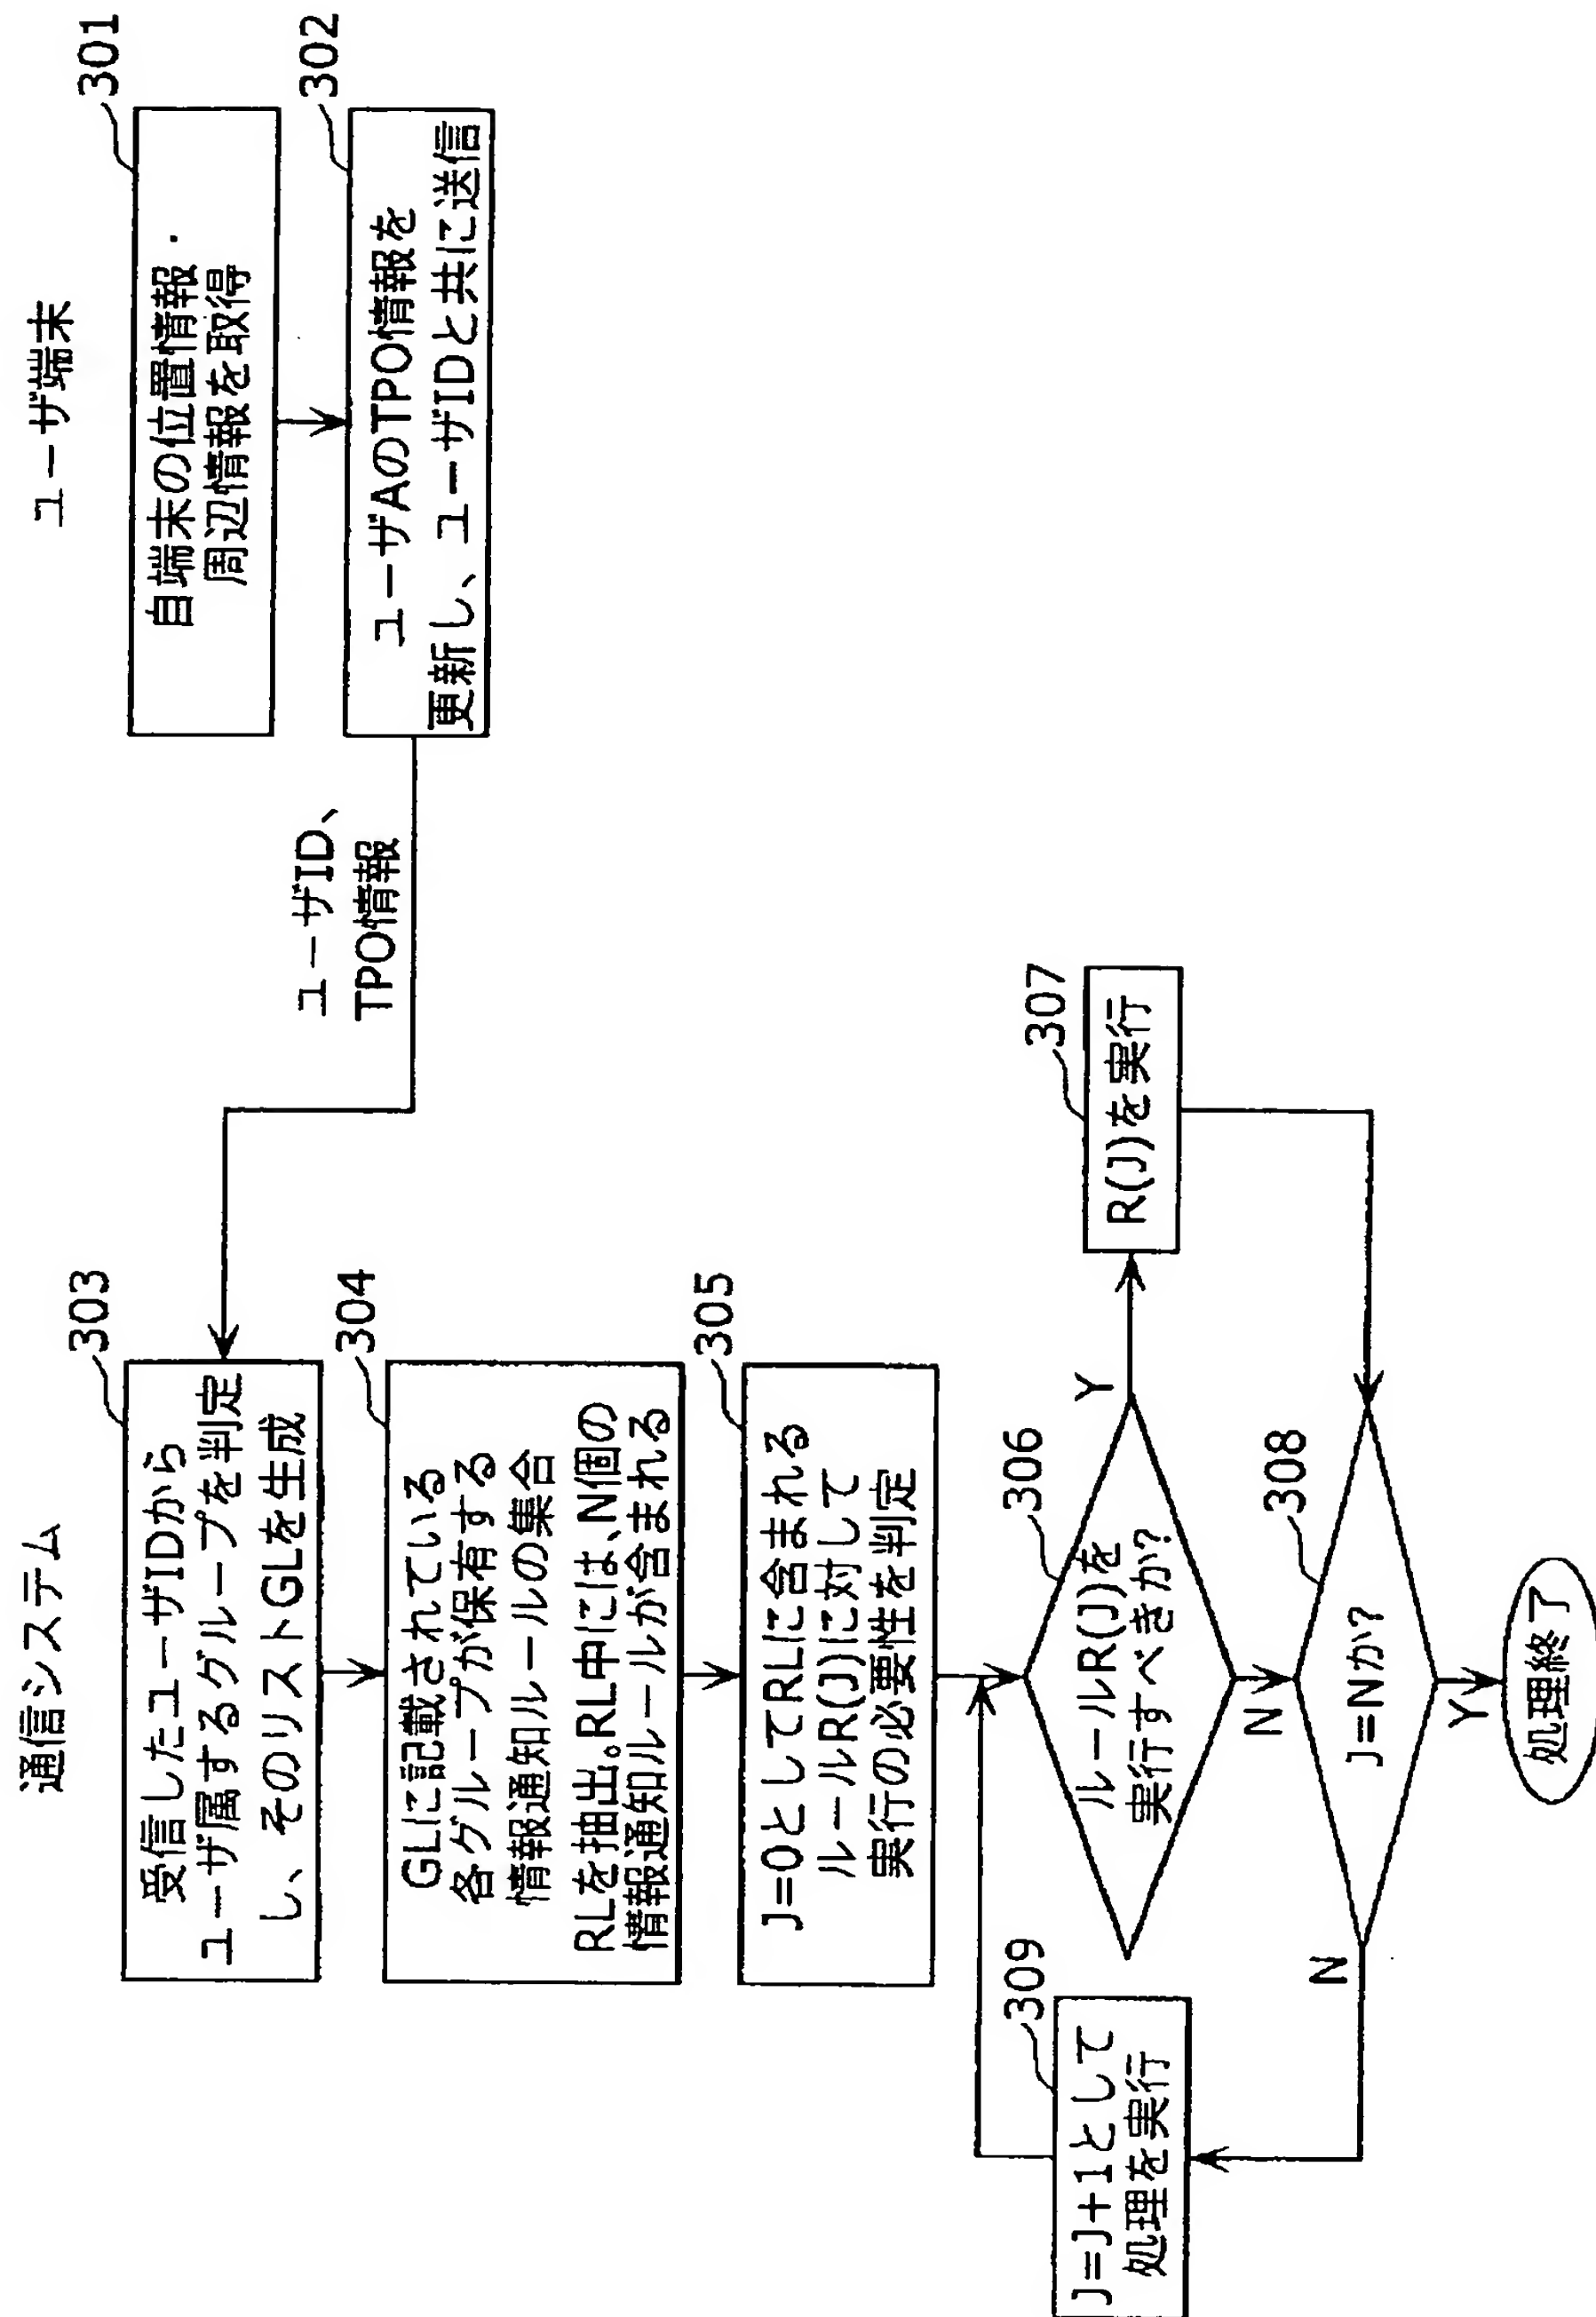 ユーザ端末
301
自端末の位置情報・
周辺情報を取得
302
ユーザAのTPO情報を
更新し、ユーザIDと共に送信
ユーザID、
TPO情報
通信システム
303
受信したユーザIDから
ユーザ属するグループを判定
し、そのリストGLを生成
304
GLに記載されている
各グループが保有する
情報通知ルールの集合
RLを抽出。RL中には、N個の
情報通知ルールが含まれる
305
J=0としてRLに含まれる
ルールR(J)に対して
実行の必要性を判定
306
ルールR(J)を
実行すべきか?
Y
N
307
R(J)を実行
308
J=Nか?
N
Y
309
J=J+1として
処理を実行
処理終了